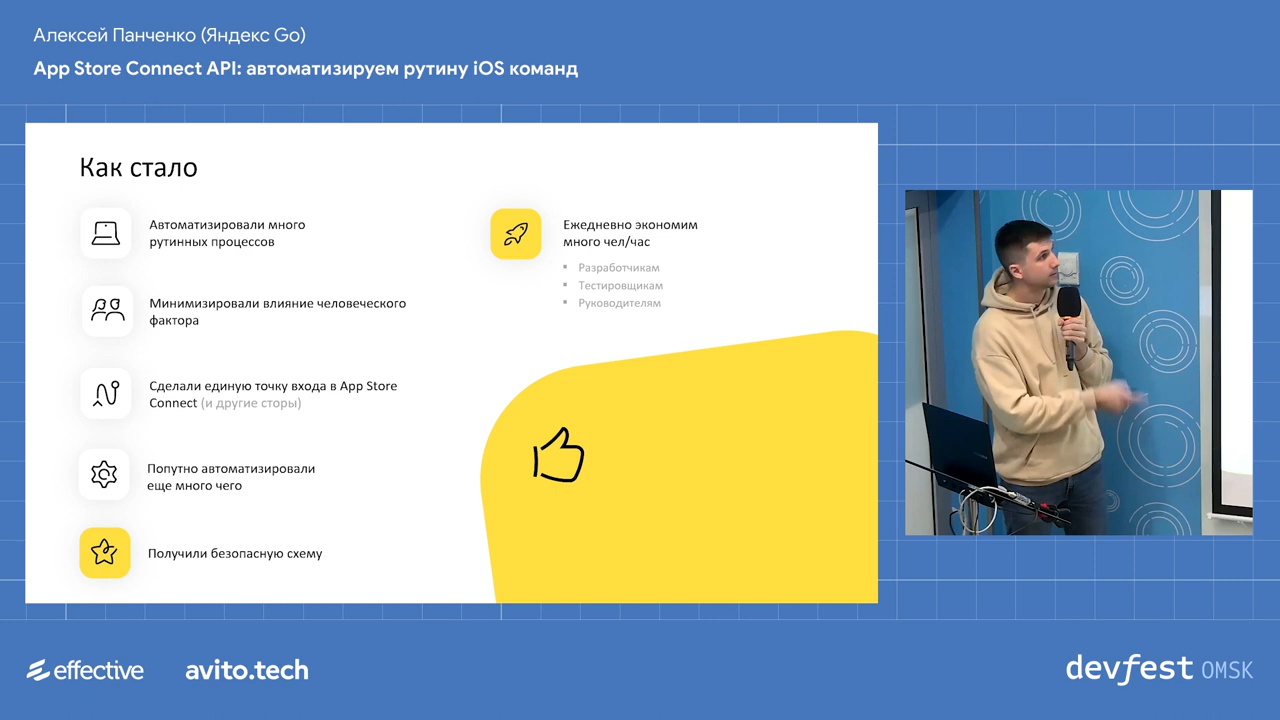 Алексей Панченко (Яндекс Go)
App Store Connect API: автоматизируем рутину iOS команд
Как стало
Автоматизировали много
рутинных процессов
Минимизировали влияние человеческого
фактора
Сделали единую точку входа в App Store
Connect (и другие сторы)
Попутно автоматизировали
еще много чего
Получили безопасную схему
Ежедневно экономим
много чел/час
▪ Разработчикам
▪ Тестировщикам
▪ Руководителям
effective
avito.tech
devfest OMSK